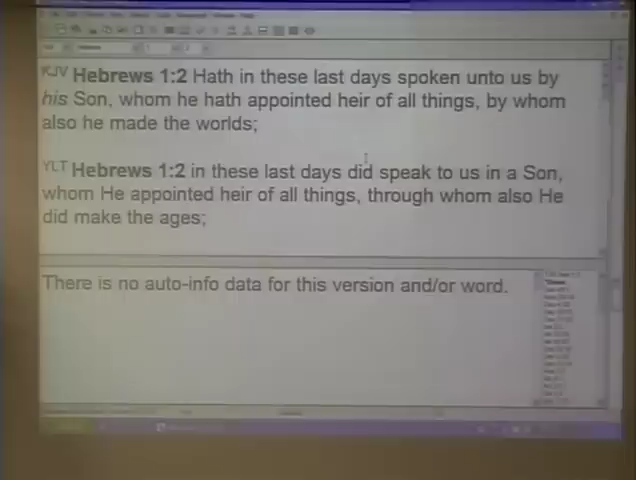 KJV Hebrews 1:2 Hath in these last days spoken unto us by
his Son, whom he hath appointed heir of all things, by whom
also he made the worlds;
YLT Hebrews 1:2 in these last days did speak to us in a Son,
whom He appointed heir of all things, through whom also He
did make the ages;
There is no auto-info data for this version and/or word.